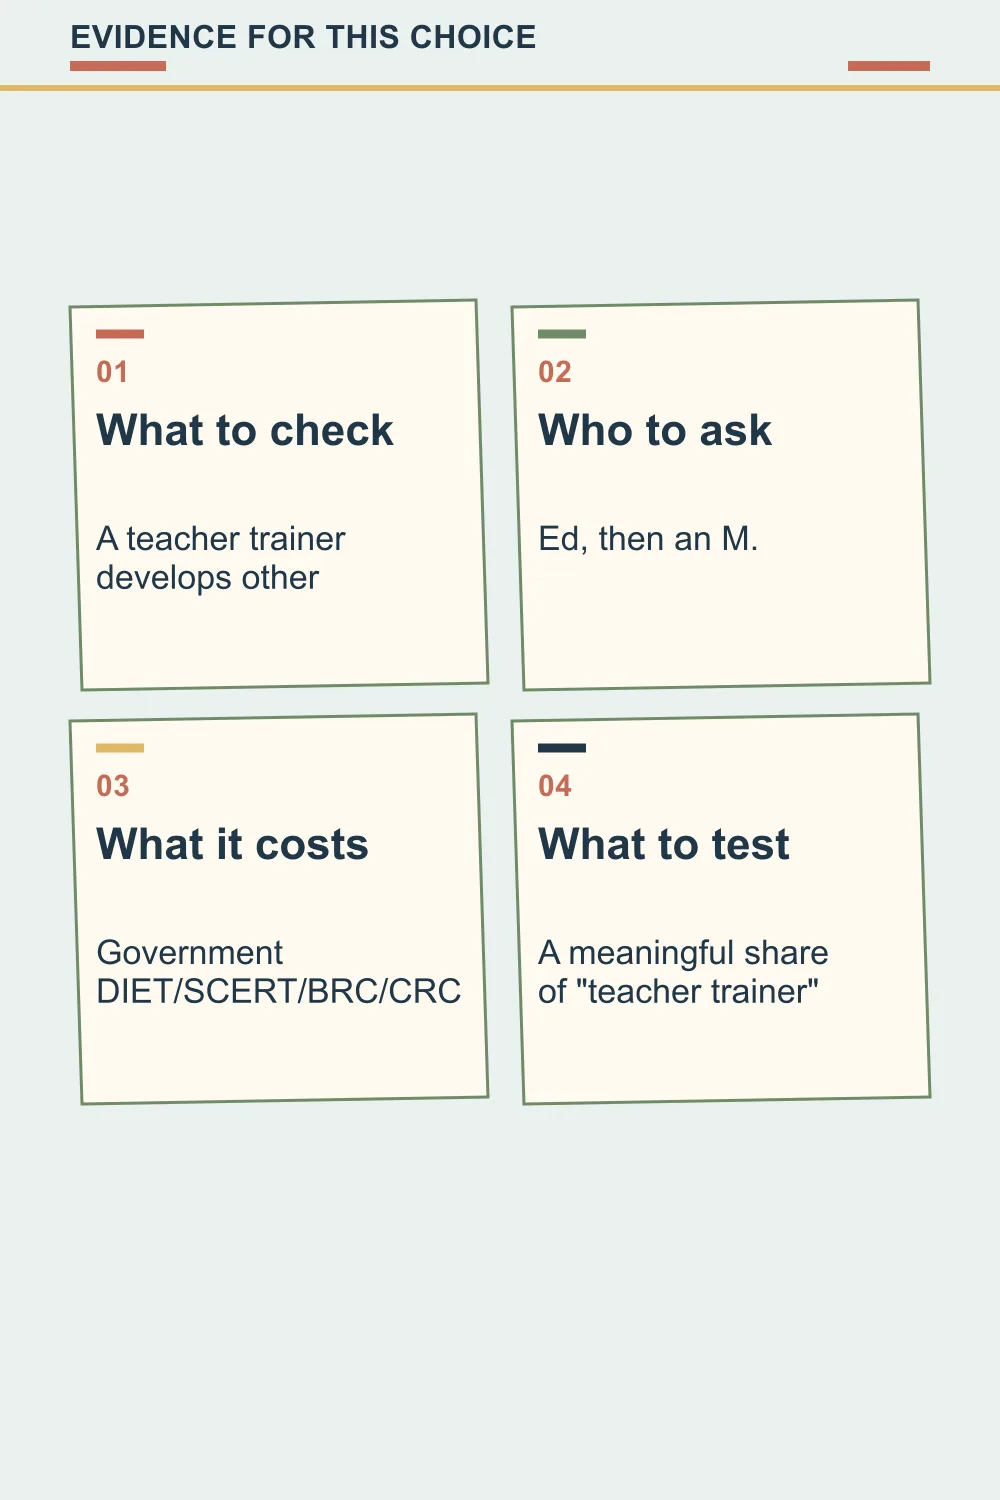 EVIDENCE FOR THIS CHOICE
01
What to check
A teacher trainer
develops other
02
Who to ask
Ed, then an M.
03
What it costs
Government
DIET/SCERT/BRC/CRC
04
What to test
A meaningful share
of "teacher trainer"